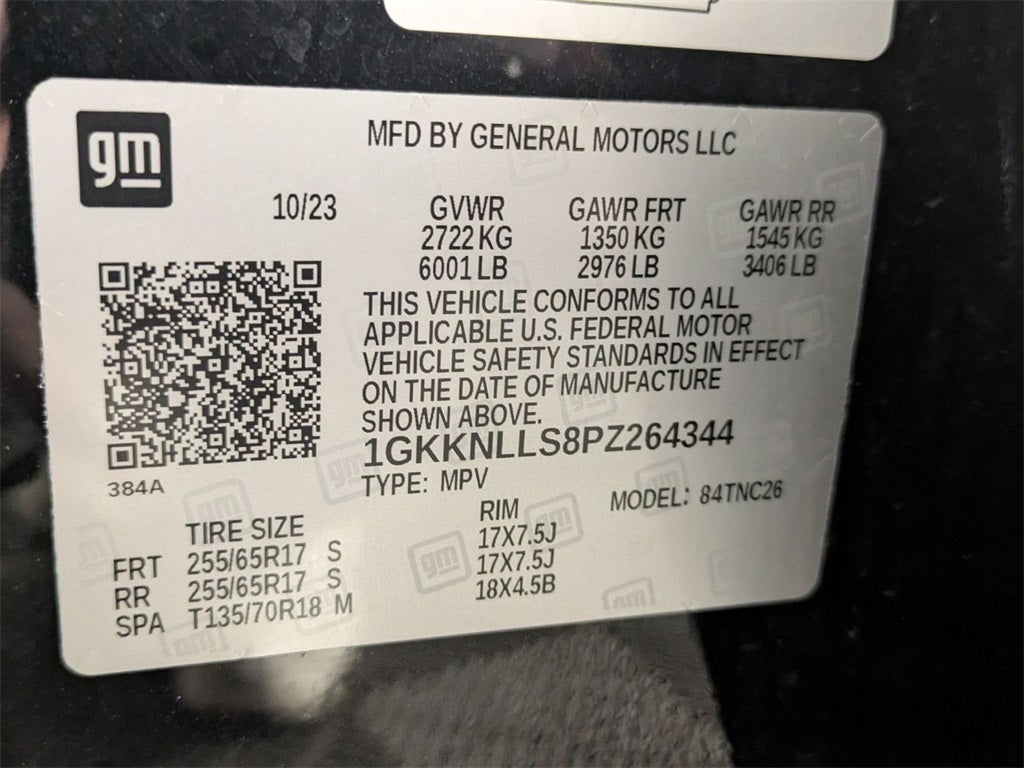 gm
MFD BY GENERAL MOTORS LLC
10/23 GVWR GAWR FRT GAWR RR
2722 KG 1350 KG 1545 KG
6001 LB 2976 LB 3406 LB
THIS VEHICLE CONFORMS TO ALL
APPLICABLE U.S. FEDERAL MOTOR
VEHICLE SAFETY STANDARDS IN EFFECT
ON THE DATE OF MANUFACTURE
SHOWN ABOVE.
1GKKNLLS8PZ264344
384A
TYPE: MPV MODEL: 84TNC26
TIRE SIZE RIM
FRT 255/65R17 S 17X7.5J
RR 255/65R17 S 17X7.5J
SPA T135/70R18 M 18X4.5B